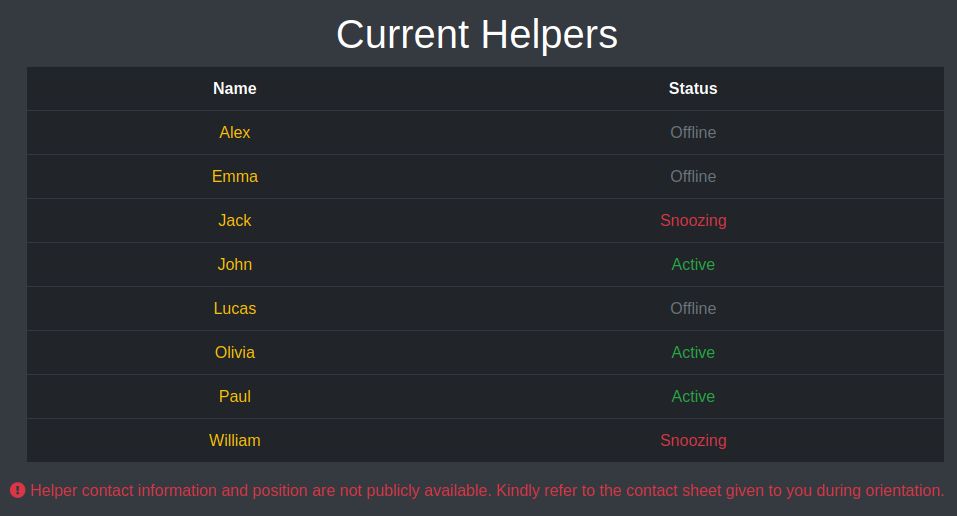 Current Helpers
Name Status
Alex Offline
Emma Offline
Jack Snoozing
John Active
Lucas Offline
Olivia Active
Paul Active
William Snoozing
Helper contact information and position are not publicly available. Kindly refer to the contact sheet given to you during orientation.